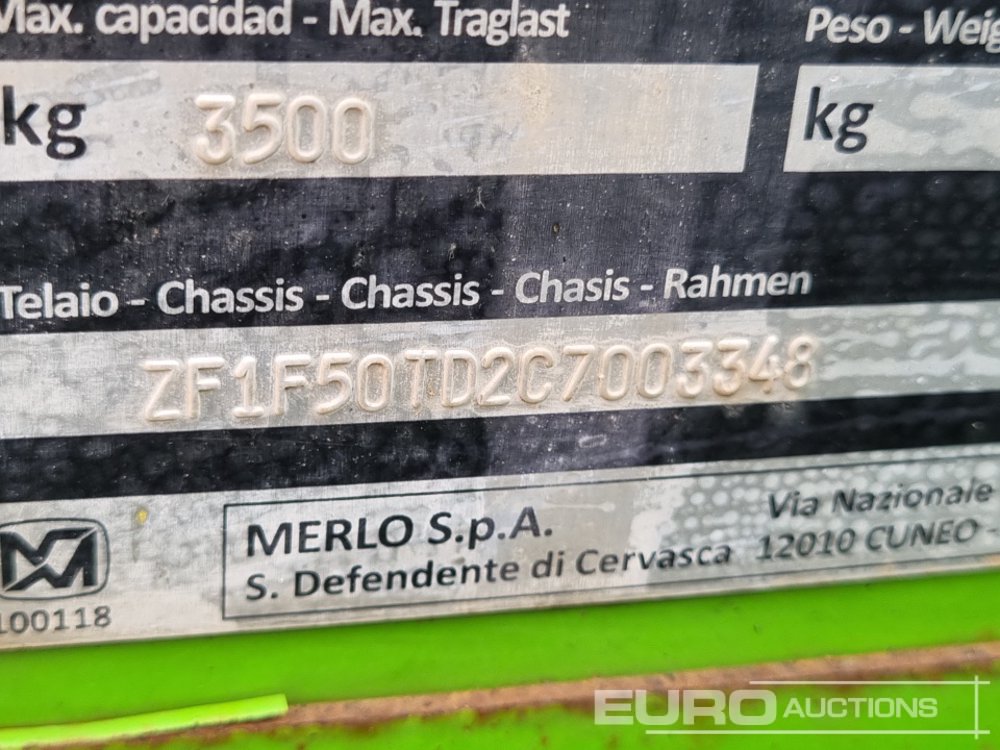 Max. capacidad - Max. Traglast
Peso - Weig
kg 3500
kg
Telaio - Chassis - Chassis - Chasis - Rahmen
ZF1F50TD2C7003348
MERLO S.p.A.
Via Nazionale
S. Defendente di Cervasca 12010 CUNEO -
100118
EURO AUCTIONS